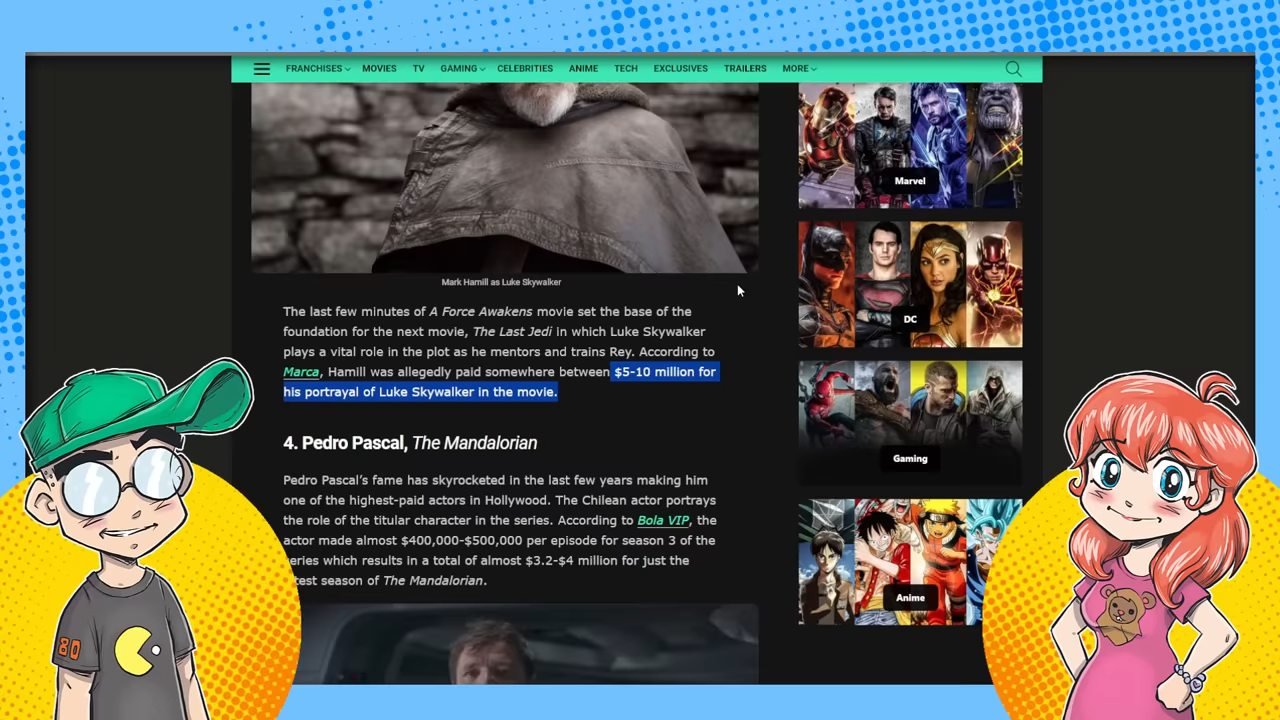 FRANCHISES MOVIES TV GAMING CELEBRITIES ANIME TECH EXCLUSIVES TRAILERS MORE
Mark Hamill as Luke Skywalker
The last few minutes of A Force Awakens movie set the base of the
foundation for the next movie, The Last Jedi in which Luke Skywalker
plays a vital role in the plot as he mentors and trains Rey. According to
Marca, Hamill was allegedly paid somewhere between $5-10 million for
his portrayal of Luke Skywalker in the movie.
4. Pedro Pascal, The Mandalorian
Pedro Pascal’s fame has skyrocketed in the last few years making him
one of the highest-paid actors in Hollywood. The Chilean actor portrays
the role of the titular character in the series. According to Bola VIP, the
actor made almost $400,000-$500,000 per episode for season 3 of the
eries which results in a total of almost $3.2-$4 million for just the
test season of The Mandalorian.
Marvel
DC
Gaming
Anime
80